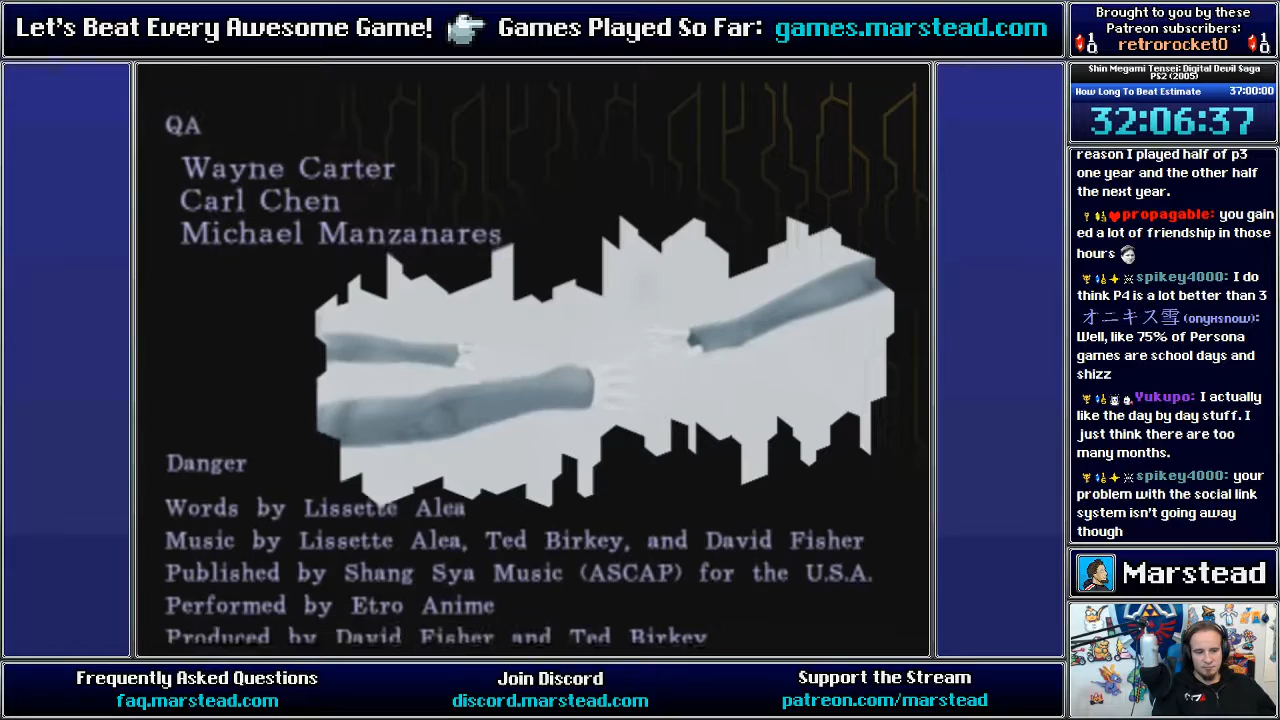 Let's Beat Every Awesome Game! Games Played So Far: games.marstead.com
Brought to you by these
Patreon subscribers:
retrorocket0
Shin Megami Tensei: Digital Devil Saga
PS2 (2005)
How Long To Beat Estimate 37:00:00
32:06:37
QA
Wayne Carter
Carl Chen
Michael Manzanares
Danger
Words by Lissette Alea
Music by Lissette Alea, Ted Birkey, and David Fisher
Published by Shang Sya Music (ASCAP) for the U.S.A.
Performed by Etro Anime
Produced by David Fisher and Ted Birkey
reason I played half of p3
one year and the other half
the next year.
propagable: you gain
ed a lot of friendship in those
hours
spikey4000: I do
think P4 is a lot better than 3
オニキス雪 (onyxsnow):
Well, like 75% of Persona
games are school days and
shizz
Yukupo: I actually
like the day by day stuff. I
just think there are too
many months.
spikey4000: your
problem with the social link
system isn't going away
though
Marstead
Frequently Asked Questions
faq.marstead.com
Join Discord
discord.marstead.com
Support the Stream
patreon.com/marstead